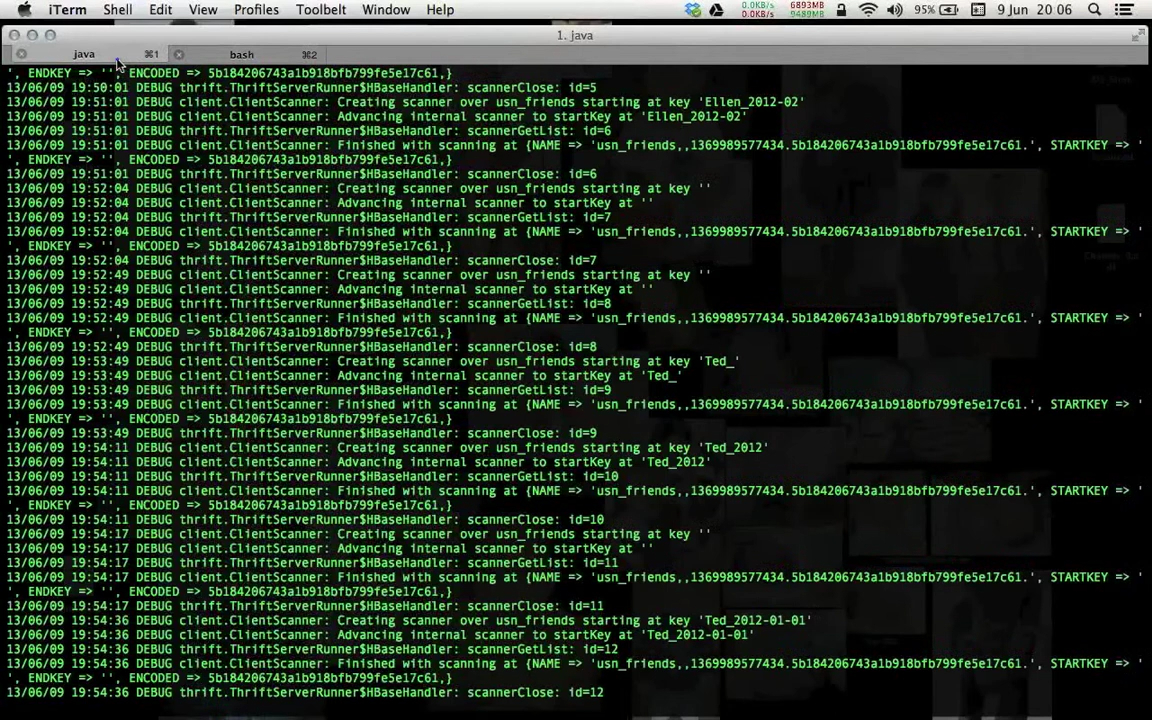 iTerm Shell Edit View Profiles Toolbelt Window Help 0.0KB/s 0.0KB/s 6893MB 9489MB 95% 9 Jun 20:06
1. java
java ⌘1 bash ⌘2
', ENDKEY => '', ENCODED => 5b184206743a1b918bfb799fe5e17c61,}
13/06/09 19:50:01 DEBUG thrift.ThriftServerRunner$HBaseHandler: scannerClose: id=5
13/06/09 19:51:01 DEBUG client.ClientScanner: Creating scanner over usn_friends starting at key 'Ellen_2012-02'
13/06/09 19:51:01 DEBUG client.ClientScanner: Advancing internal scanner to startKey at 'Ellen_2012-02'
13/06/09 19:51:01 DEBUG thrift.ThriftServerRunner$HBaseHandler: scannerGetList: id=6
13/06/09 19:51:01 DEBUG client.ClientScanner: Finished with scanning at {NAME => 'usn_friends,,1369989577434.5b184206743a1b918bfb799fe5e17c61.', STARTKEY => '
', ENDKEY => '', ENCODED => 5b184206743a1b918bfb799fe5e17c61,}
13/06/09 19:51:01 DEBUG thrift.ThriftServerRunner$HBaseHandler: scannerClose: id=6
13/06/09 19:52:04 DEBUG client.ClientScanner: Creating scanner over usn_friends starting at key ''
13/06/09 19:52:04 DEBUG client.ClientScanner: Advancing internal scanner to startKey at ''
13/06/09 19:52:04 DEBUG thrift.ThriftServerRunner$HBaseHandler: scannerGetList: id=7
13/06/09 19:52:04 DEBUG client.ClientScanner: Finished with scanning at {NAME => 'usn_friends,,1369989577434.5b184206743a1b918bfb799fe5e17c61.', STARTKEY => '
', ENDKEY => '', ENCODED => 5b184206743a1b918bfb799fe5e17c61,}
13/06/09 19:52:04 DEBUG thrift.ThriftServerRunner$HBaseHandler: scannerClose: id=7
13/06/09 19:52:49 DEBUG client.ClientScanner: Creating scanner over usn_friends starting at key ''
13/06/09 19:52:49 DEBUG client.ClientScanner: Advancing internal scanner to startKey at ''
13/06/09 19:52:49 DEBUG thrift.ThriftServerRunner$HBaseHandler: scannerGetList: id=8
13/06/09 19:52:49 DEBUG client.ClientScanner: Finished with scanning at {NAME => 'usn_friends,,1369989577434.5b184206743a1b918bfb799fe5e17c61.', STARTKEY => '
', ENDKEY => '', ENCODED => 5b184206743a1b918bfb799fe5e17c61,}
13/06/09 19:52:49 DEBUG thrift.ThriftServerRunner$HBaseHandler: scannerClose: id=8
13/06/09 19:53:49 DEBUG client.ClientScanner: Creating scanner over usn_friends starting at key 'Ted_'
13/06/09 19:53:49 DEBUG client.ClientScanner: Advancing internal scanner to startKey at 'Ted_'
13/06/09 19:53:49 DEBUG thrift.ThriftServerRunner$HBaseHandler: scannerGetList: id=9
13/06/09 19:53:49 DEBUG client.ClientScanner: Finished with scanning at {NAME => 'usn_friends,,1369989577434.5b184206743a1b918bfb799fe5e17c61.', STARTKEY => '
', ENDKEY => '', ENCODED => 5b184206743a1b918bfb799fe5e17c61,}
13/06/09 19:53:49 DEBUG thrift.ThriftServerRunner$HBaseHandler: scannerClose: id=9
13/06/09 19:54:11 DEBUG client.ClientScanner: Creating scanner over usn_friends starting at key 'Ted_2012'
13/06/09 19:54:11 DEBUG client.ClientScanner: Advancing internal scanner to startKey at 'Ted_2012'
13/06/09 19:54:11 DEBUG thrift.ThriftServerRunner$HBaseHandler: scannerGetList: id=10
13/06/09 19:54:11 DEBUG client.ClientScanner: Finished with scanning at {NAME => 'usn_friends,,1369989577434.5b184206743a1b918bfb799fe5e17c61.', STARTKEY => '
', ENDKEY => '', ENCODED => 5b184206743a1b918bfb799fe5e17c61,}
13/06/09 19:54:11 DEBUG thrift.ThriftServerRunner$HBaseHandler: scannerClose: id=10
13/06/09 19:54:17 DEBUG client.ClientScanner: Creating scanner over usn_friends starting at key ''
13/06/09 19:54:17 DEBUG client.ClientScanner: Advancing internal scanner to startKey at ''
13/06/09 19:54:17 DEBUG thrift.ThriftServerRunner$HBaseHandler: scannerGetList: id=11
13/06/09 19:54:17 DEBUG client.ClientScanner: Finished with scanning at {NAME => 'usn_friends,,1369989577434.5b184206743a1b918bfb799fe5e17c61.', STARTKEY => '
', ENDKEY => '', ENCODED => 5b184206743a1b918bfb799fe5e17c61,}
13/06/09 19:54:17 DEBUG thrift.ThriftServerRunner$HBaseHandler: scannerClose: id=11
13/06/09 19:54:36 DEBUG client.ClientScanner: Creating scanner over usn_friends starting at key 'Ted_2012-01-01'
13/06/09 19:54:36 DEBUG client.ClientScanner: Advancing internal scanner to startKey at 'Ted_2012-01-01'
13/06/09 19:54:36 DEBUG thrift.ThriftServerRunner$HBaseHandler: scannerGetList: id=12
13/06/09 19:54:36 DEBUG client.ClientScanner: Finished with scanning at {NAME => 'usn_friends,,1369989577434.5b184206743a1b918bfb799fe5e17c61.', STARTKEY => '
', ENDKEY => '', ENCODED => 5b184206743a1b918bfb799fe5e17c61,}
13/06/09 19:54:36 DEBUG thrift.ThriftServerRunner$HBaseHandler: scannerClose: id=12